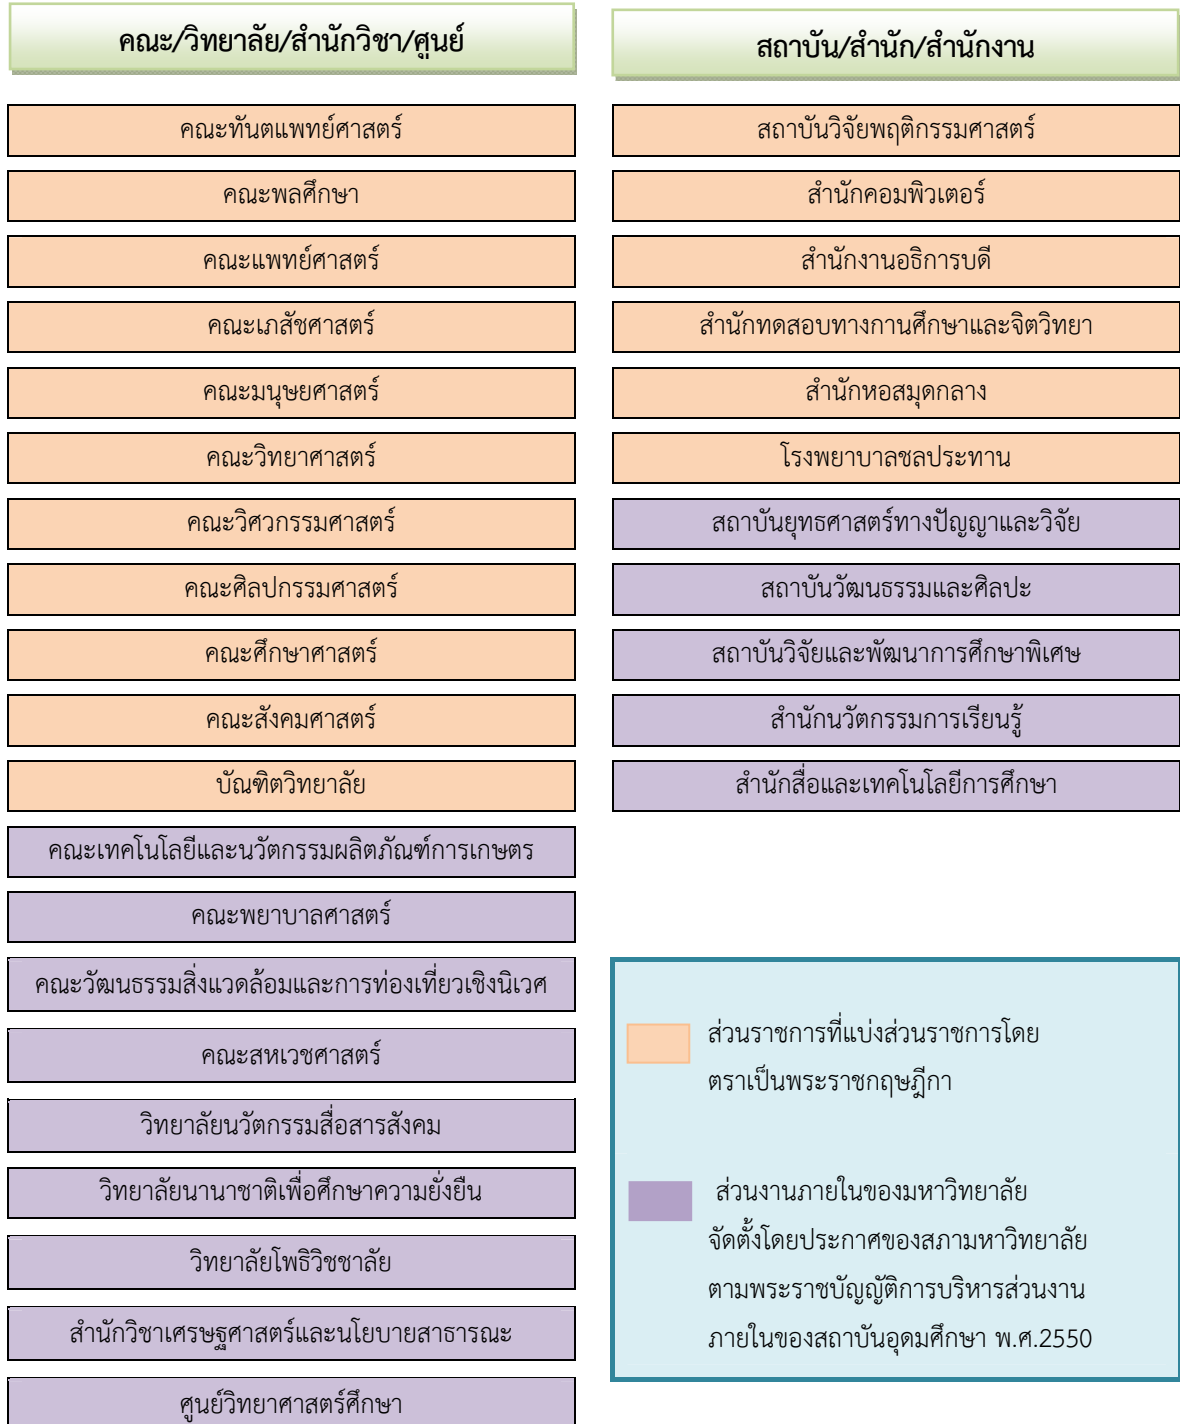 คณะ/วิทยาลัย/สำนักวิชา/ศูนย์
คณะทันตแพทย์ศาสตร์
คณะพลศึกษา
คณะแพทย์ศาสตร์
คณะเภสัชศาสตร์
คณะมนุษยศาสตร์
คณะวิทยาศาสตร์
คณะวิศวกรรมศาสตร์
คณะศิลปกรรมศาสตร์
คณะศึกษาศาสตร์
คณะสังคมศาสตร์
บัณฑิตวิทยาลัย
คณะเทคโนโลยีและนวัตกรรมผลิตภัณฑ์การเกษตร
คณะพยาบาลศาสตร์
คณะวัฒนธรรมสิ่งแวดล้อมและการท่องเที่ยวเชิงนิเวศ
คณะสหเวชศาสตร์
วิทยาลัยนวัตกรรมสื่อสารสังคม
วิทยาลัยนานาชาติเพื่อศึกษาความยั่งยืน
วิทยาลัยโพธิวิชชาลัย
สำนักวิชาเศรษฐศาสตร์และนโยบายสาธารณะ
ศูนย์วิทยาศาสตร์ศึกษา
สถาบัน/สำนัก/สำนักงาน
สถาบันวิจัยพฤติกรรมศาสตร์
สำนักคอมพิวเตอร์
สำนักงานอธิการบดี
สำนักทดสอบทางกานศึกษาและจิตวิทยา
สำนักหอสมุดกลาง
โรงพยาบาลชลประทาน
สถาบันยุทธศาสตร์ทางปัญญาและวิจัย
สถาบันวัฒนธรรมและศิลปะ
สถาบันวิจัยและพัฒนาการศึกษาพิเศษ
สำนักนวัตกรรมการเรียนรู้
สำนักสื่อและเทคโนโลยีการศึกษา
ส่วนราชการที่แบ่งส่วนราชการโดย
ตราเป็นพระราชกฤษฎีกา
ส่วนงานภายในของมหาวิทยาลัย
จัดตั้งโดยประกาศของสภามหาวิทยาลัย
ตามพระราชบัญญัติการบริหารส่วนงาน
ภายในของสถาบันอุดมศึกษา พ.ศ.2550